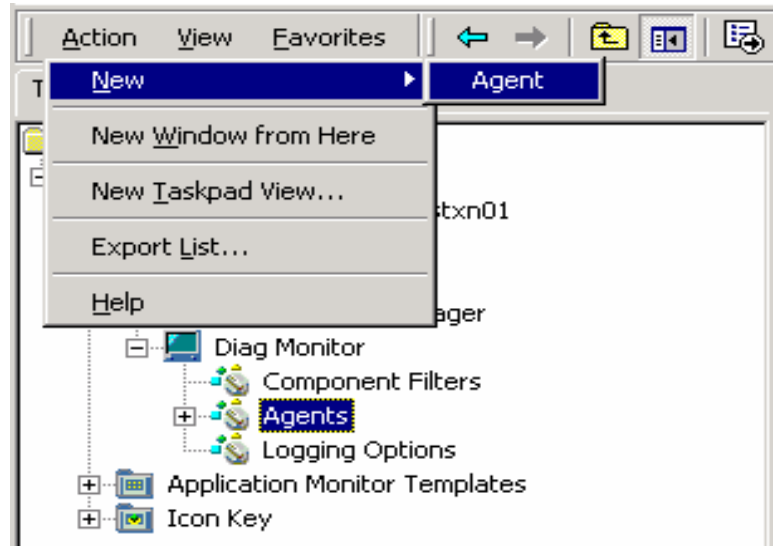 Action View Favorites
New
Agent
T
New Window from Here
New Taskpad View...
stxn01
Export List...
Help
ager
Diag Monitor
Component Filters
Agents
Logging Options
Application Monitor Templates
Icon Key